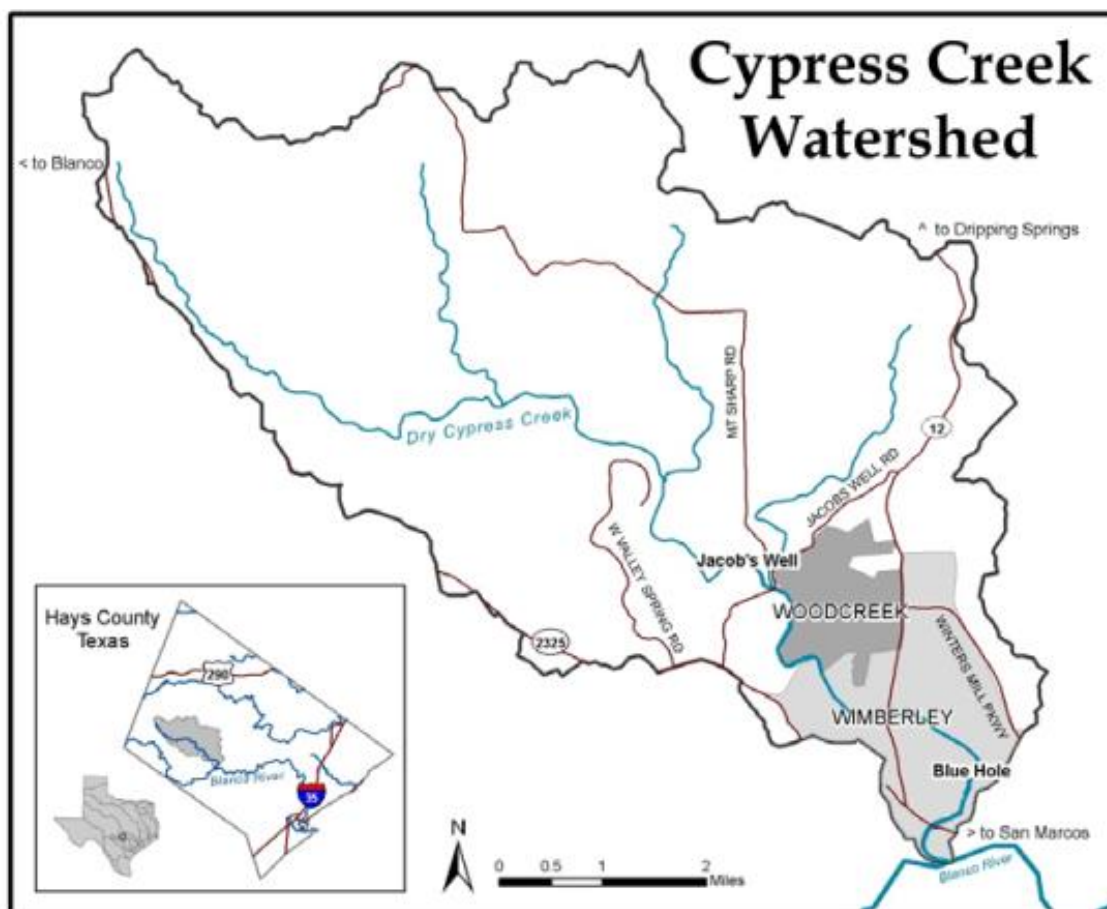 Cypress Creek
Watershed
< to Blanco
^ to Dripping Springs
MT SHARP RD
12
Dry Cypress Creek
JACOBS WELL RD
Jacob's Well
W VALLEY SPRING RD
WOODCREEK
2325
WINTERS MILL PKWY
WIMBERLEY
Blue Hole
> to San Marcos
Blanco River
Hays County
Texas
290
Blanco River
35
N
0 0.5 1 2
Miles